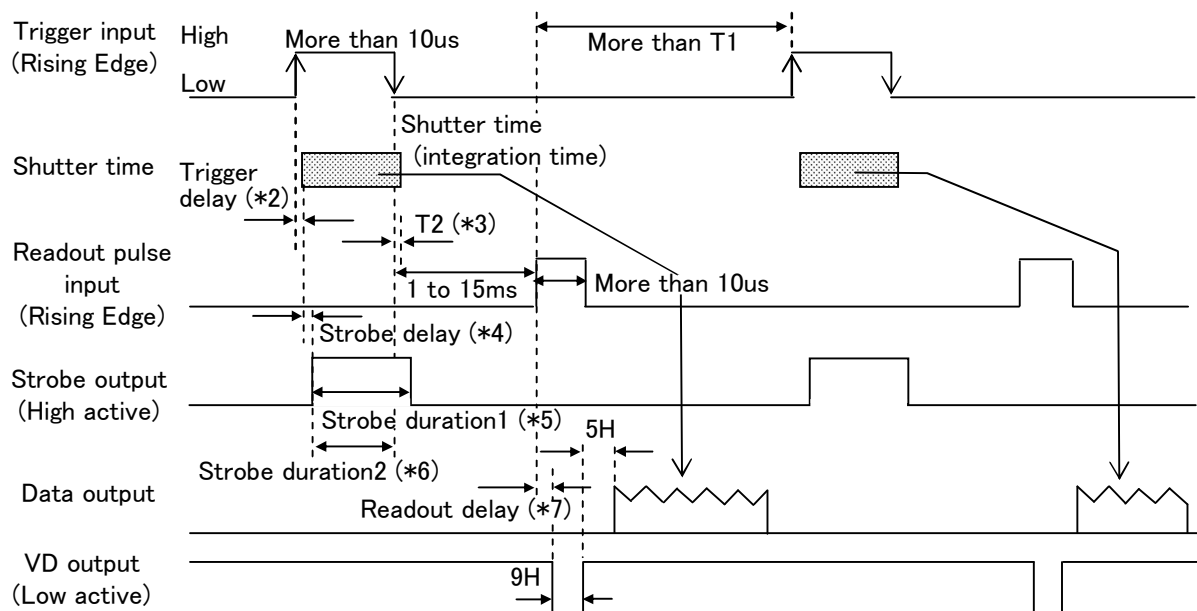 Trigger input
(Rising Edge)
High
Low
More than 10us
More than T1
Shutter time
Shutter time
(integration time)
Trigger
delay (*2)
T2 (*3)
Readout pulse
input
(Rising Edge)
1 to 15ms
More than 10us
Strobe delay (*4)
Strobe output
(High active)
Strobe duration1 (*5)
5H
Strobe duration2 (*6)
Data output
Readout delay (*7)
VD output
(Low active)
9H